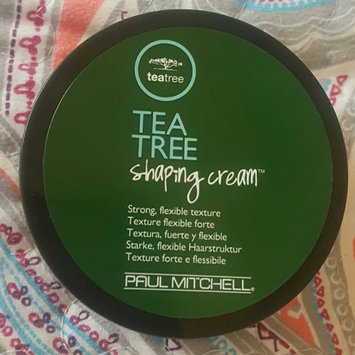 teatree
TEA
TREE
shaping cream™
Strong, flexible texture
Texture flexible forte
Textura, fuerte y flexible
Starke, flexible Haarstruktur
Texture forte e flessibile
PAUL MITCHELL®